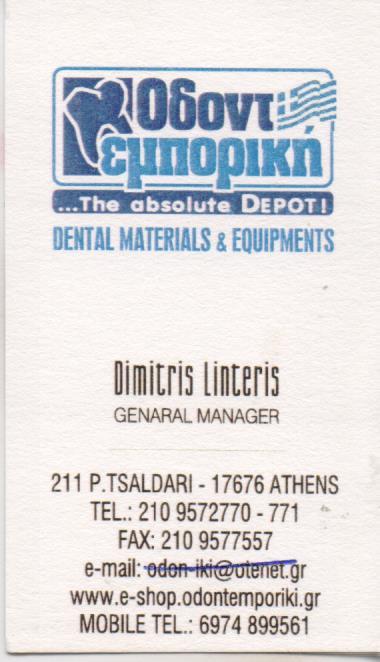 Οδοντ
εμπορική
...The absolute DEPOT!
DENTAL MATERIALS & EQUIPMENTS
Dimitris Linteris
GENARAL MANAGER
211 P.TSALDARI - 17676 ATHENS
TEL.: 210 9572770 - 771
FAX: 210 9577557
e-mail: odon-iki@otenet.gr
www.e-shop.odontemporiki.gr
MOBILE TEL.: 6974 899561